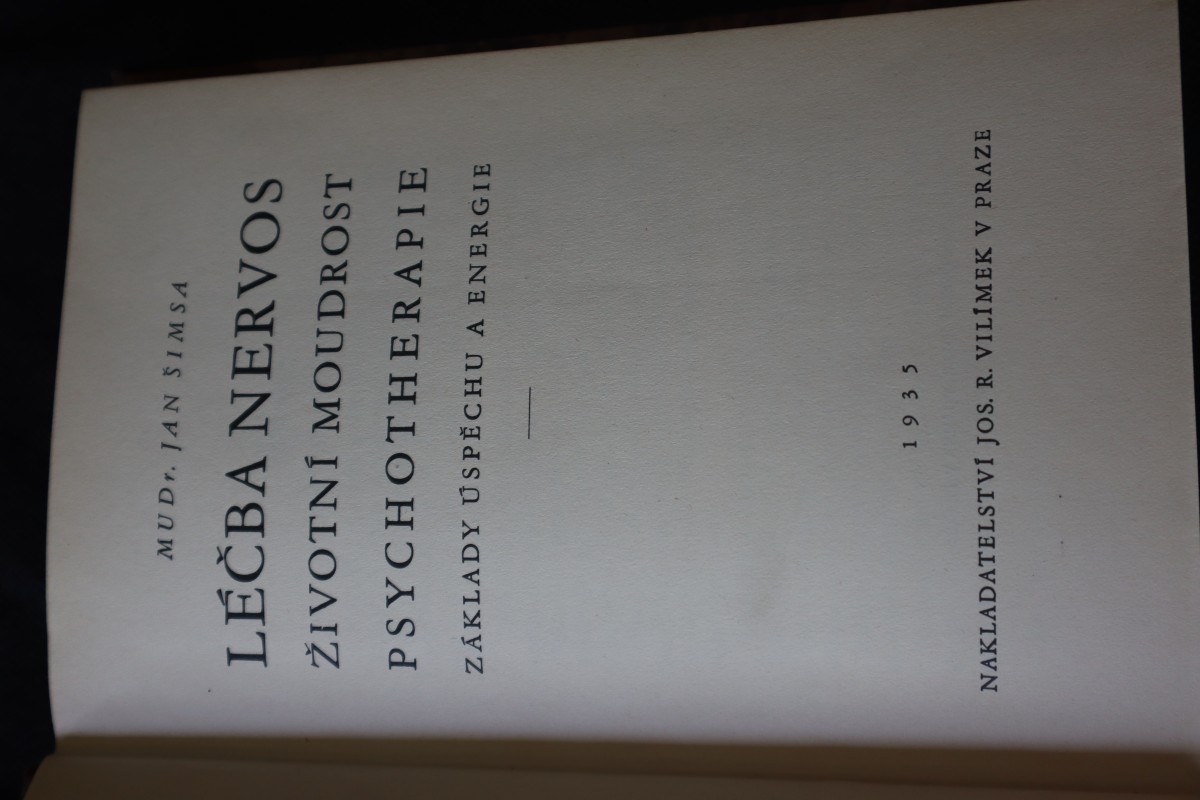 MUDr. JAN ŠIMSA
LÉČBA NERVOS
ŽIVOTNÍ MOUDROST
PSYCHOTHERAPIE
ZÁKLADY ÚSPĚCHU A ENERGIE
1935
NAKLADATELSTVÍ JOS. R. VILÍMEK V PRAZE